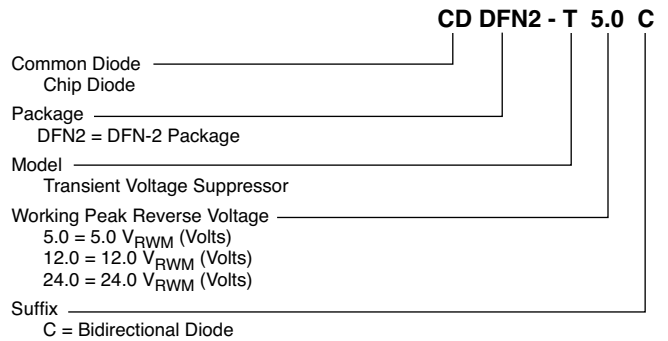 CD DFN2 - T 5.0 C
Common Diode
Chip Diode
Package
DFN2 = DFN-2 Package
Model
Transient Voltage Suppressor
Working Peak Reverse Voltage
5.0 = 5.0 VRWM (Volts)
12.0 = 12.0 VRWM (Volts)
24.0 = 24.0 VRWM (Volts)
Suffix
C = Bidirectional Diode